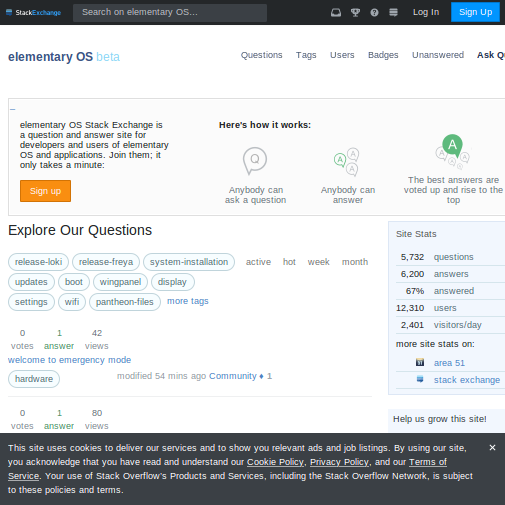 StackExchange
Search on elementary OS…
Log In
Sign Up
elementary OS beta
Questions Tags Users Badges Unanswered Ask Q
elementary OS Stack Exchange is
a question and answer site for
developers and users of elementary
OS and applications. Join them; it
only takes a minute:
Sign up
Here's how it works:
Q
Anybody can
ask a question
A
A
A
Anybody can
answer
A
A
A
The best answers are
voted up and rise to the
top
Explore Our Questions
release-loki release-freya system-installation active hot week month
updates boot wingpanel display
settings wifi pantheon-files more tags
0 1 42
votes answer views
welcome to emergency mode
hardware
modified 54 mins ago Community ♦ 1
0 1 80
votes answer views
Site Stats
5,732 questions
6,200 answers
67% answered
12,310 users
2,401 visitors/day
more site stats on:
area 51
stack exchange
Help us grow this site!
This site uses cookies to deliver our services and to show you relevant ads and job listings. By using our site,
you acknowledge that you have read and understand our Cookie Policy, Privacy Policy, and our Terms of
Service. Your use of Stack Overflow's Products and Services, including the Stack Overflow Network, is subject
to these policies and terms.